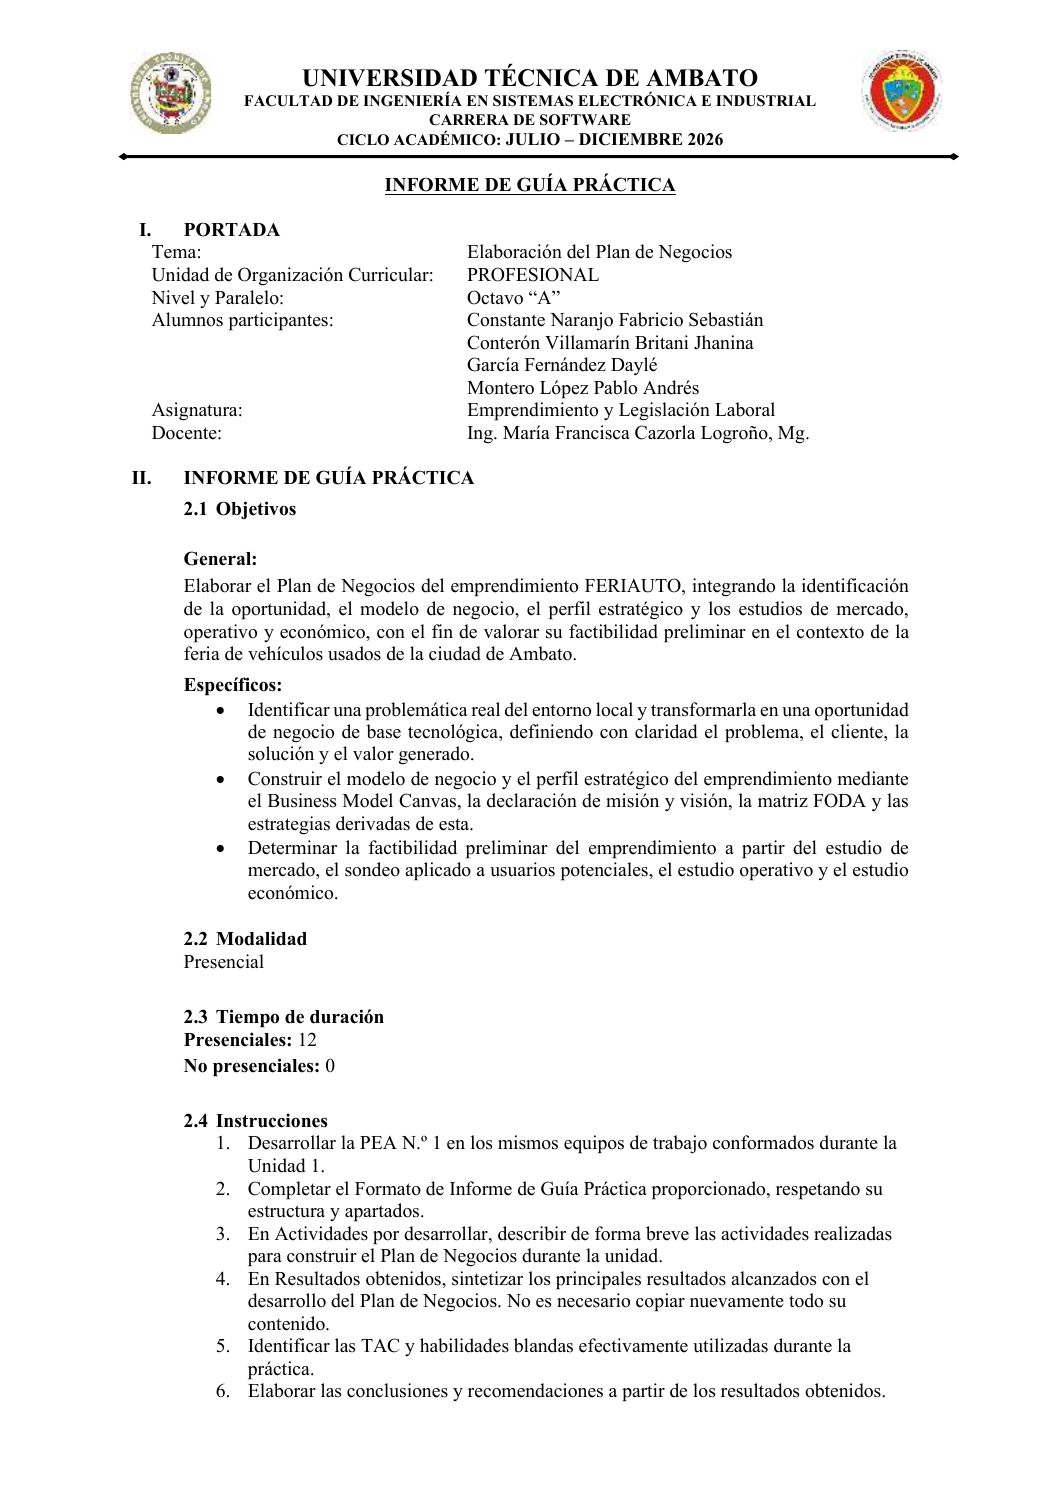 UNIVERSIDAD TÉCNICA DE AMBATO
FACULTAD DE INGENIERÍA EN SISTEMAS ELECTRÓNICA E INDUSTRIAL
CARRERA DE SOFTWARE
CICLO ACADÉMICO: JULIO – DICIEMBRE 2026
INFORME DE GUÍA PRÁCTICA
I. PORTADA
Tema: Elaboración del Plan de Negocios
Unidad de Organización Curricular: PROFESIONAL
Nivel y Paralelo: Octavo “A”
Alumnos participantes: Constante Naranjo Fabricio Sebastián
Conterón Villamarín Britani Jhanina
García Fernández Daylé
Montero López Pablo Andrés
Asignatura: Emprendimiento y Legislación Laboral
Docente: Ing. María Francisca Cazorla Logroño, Mg.
II. INFORME DE GUÍA PRÁCTICA
2.1 Objetivos
General:
Elaborar el Plan de Negocios del emprendimiento FERIAUTO, integrando la identificación
de la oportunidad, el modelo de negocio, el perfil estratégico y los estudios de mercado,
operativo y económico, con el fin de valorar su factibilidad preliminar en el contexto de la
feria de vehículos usados de la ciudad de Ambato.
Específicos:
• Identificar una problemática real del entorno local y transformarla en una oportunidad
de negocio de base tecnológica, definiendo con claridad el problema, el cliente, la
solución y el valor generado.
• Construir el modelo de negocio y el perfil estratégico del emprendimiento mediante
el Business Model Canvas, la declaración de misión y visión, la matriz FODA y las
estrategias derivadas de esta.
• Determinar la factibilidad preliminar del emprendimiento a partir del estudio de
mercado, el sondeo aplicado a usuarios potenciales, el estudio operativo y el estudio
económico.
2.2 Modalidad
Presencial
2.3 Tiempo de duración
Presenciales: 12
No presenciales: 0
2.4 Instrucciones
1. Desarrollar la PEA N.º 1 en los mismos equipos de trabajo conformados durante la
Unidad 1.
2. Completar el Formato de Informe de Guía Práctica proporcionado, respetando su
estructura y apartados.
3. En Actividades por desarrollar, describir de forma breve las actividades realizadas
para construir el Plan de Negocios durante la unidad.
4. En Resultados obtenidos, sintetizar los principales resultados alcanzados con el
desarrollo del Plan de Negocios. No es necesario copiar nuevamente todo su
contenido.
5. Identificar las TAC y habilidades blandas efectivamente utilizadas durante la
práctica.
6. Elaborar las conclusiones y recomendaciones a partir de los resultados obtenidos.